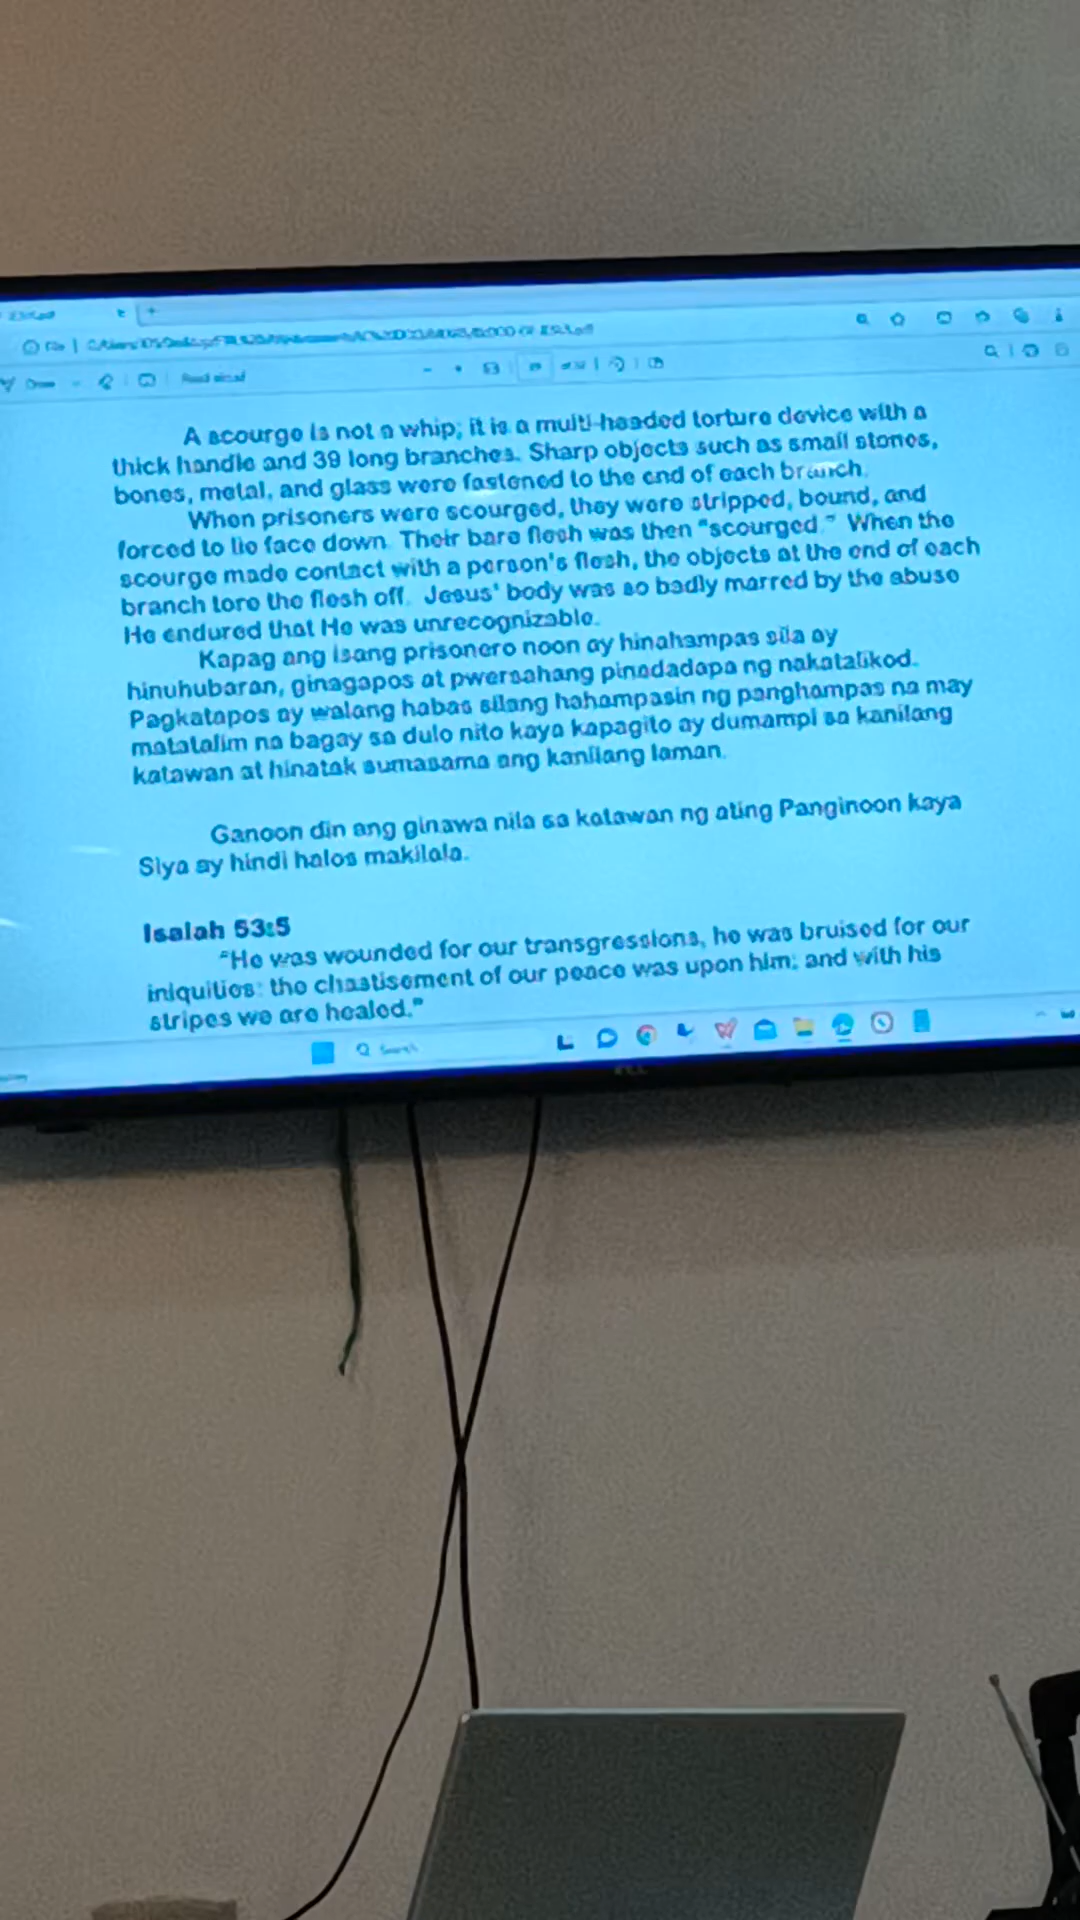 Read aloud
A scourge is not a whip; it is a multi-headed torture device with a
thick handle and 39 long branches. Sharp objects such as small stones,
bones, metal, and glass were fastened to the end of each branch.
When prisoners were scourged, they were stripped, bound, and
forced to lie face down. Their bare flesh was then "scourged." When the
scourge made contact with a person's flesh, the objects at the end of each
branch tore the flesh off. Jesus' body was so badly marred by the abuse
He endured that He was unrecognizable.
Kapag ang isang prisonero noon ay hinahampas sila ay
hinuhubaran, ginagapos at pwersahang pinadadapa ng nakatalikod.
Pagkatapos ay walang habas silang hahampasin ng panghampas na may
matatalim na bagay sa dulo nito kaya kapagito ay dumampi sa kanilang
katawan at hinatak sumasama ang kanilang laman.
Ganoon din ang ginawa nila sa katawan ng ating Panginoon kaya
Siya ay hindi halos makilala.
Isaiah 53:5
"He was wounded for our transgressions, he was bruised for our
iniquities: the chastisement of our peace was upon him; and with his
stripes we are healed."
Search